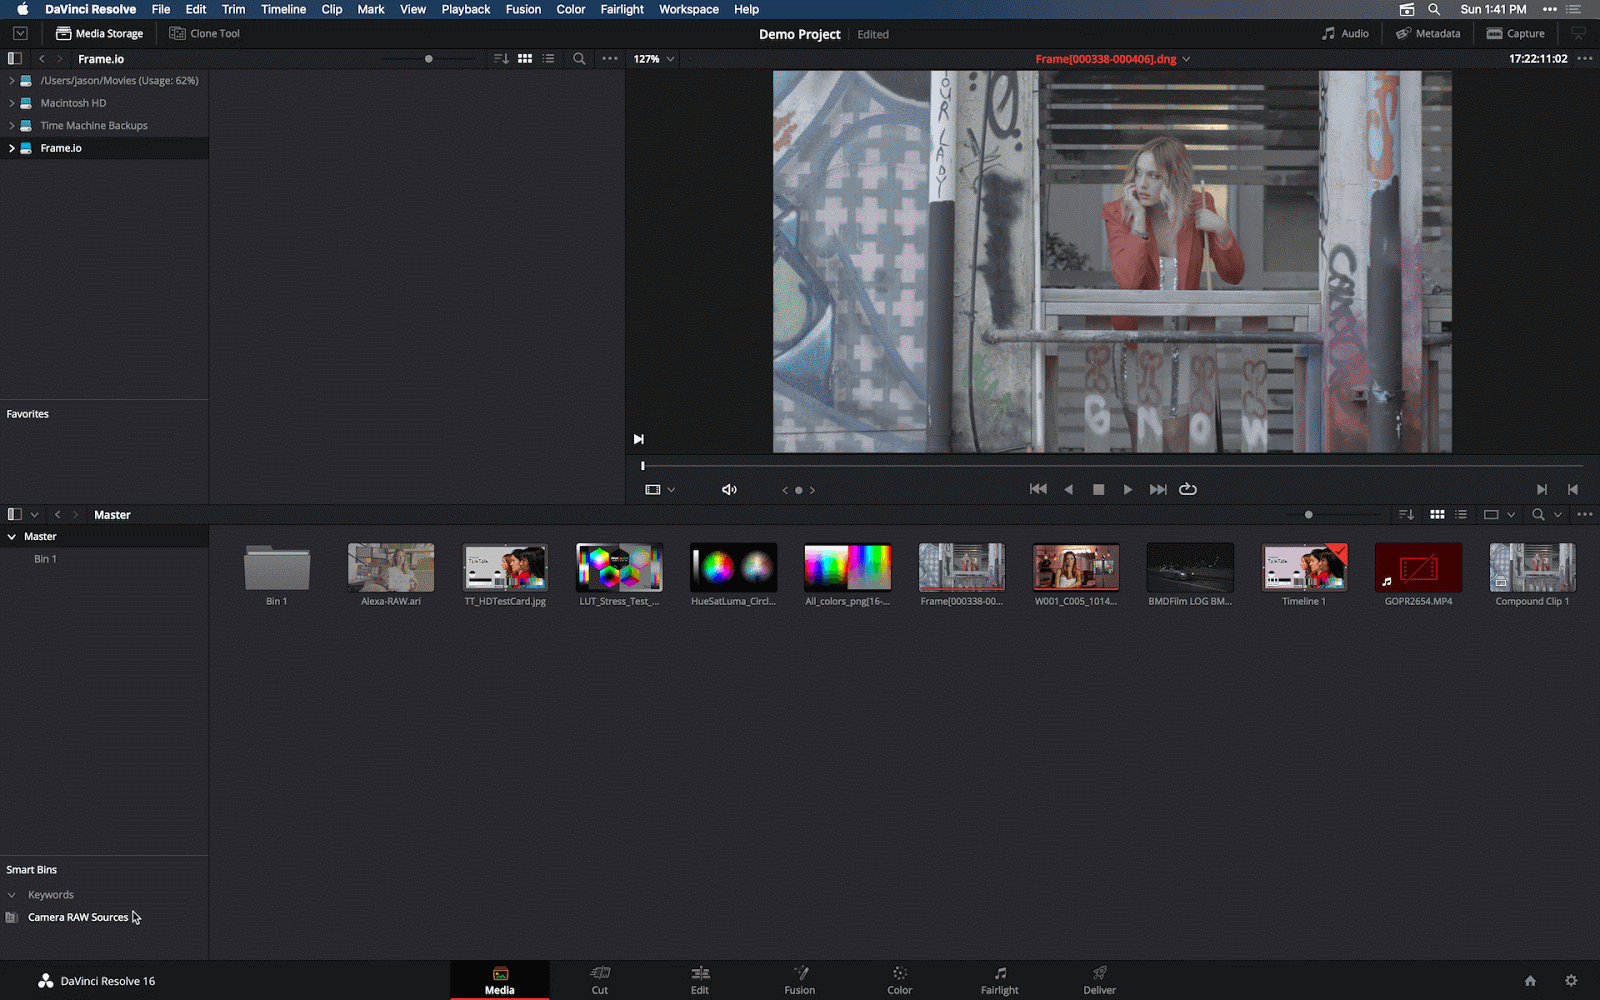 DaVinci Resolve File Edit Trim Timeline Clip Mark View Playback Fusion Color Fairlight Workspace Help Sun 1:41 PM
Media Storage Clone Tool Demo Project Edited Audio Metadata Capture
Frame.io 127% Frame[000338-000406].dng 17:22:11:02
/Users/jason/Movies (Usage: 62%)
Macintosh HD
Time Machine Backups
Frame.io
OUR LADY
GNOW
Favorites
Master
Master
Bin 1
Bin 1 Alexa-RAW.ari TT_HDTestCard.jpg LUT_Stress_Test_... HueSatLuma_Circl... All_colors_png[16-... Frame[000338-00... W001_C005_1014... BMDFilm LOG BM... Timeline 1 GOPR2654.MP4 Compound Clip 1
Smart Bins
Keywords
Camera RAW Sources
DaVinci Resolve 16 Media Cut Edit Fusion Color Fairlight Deliver